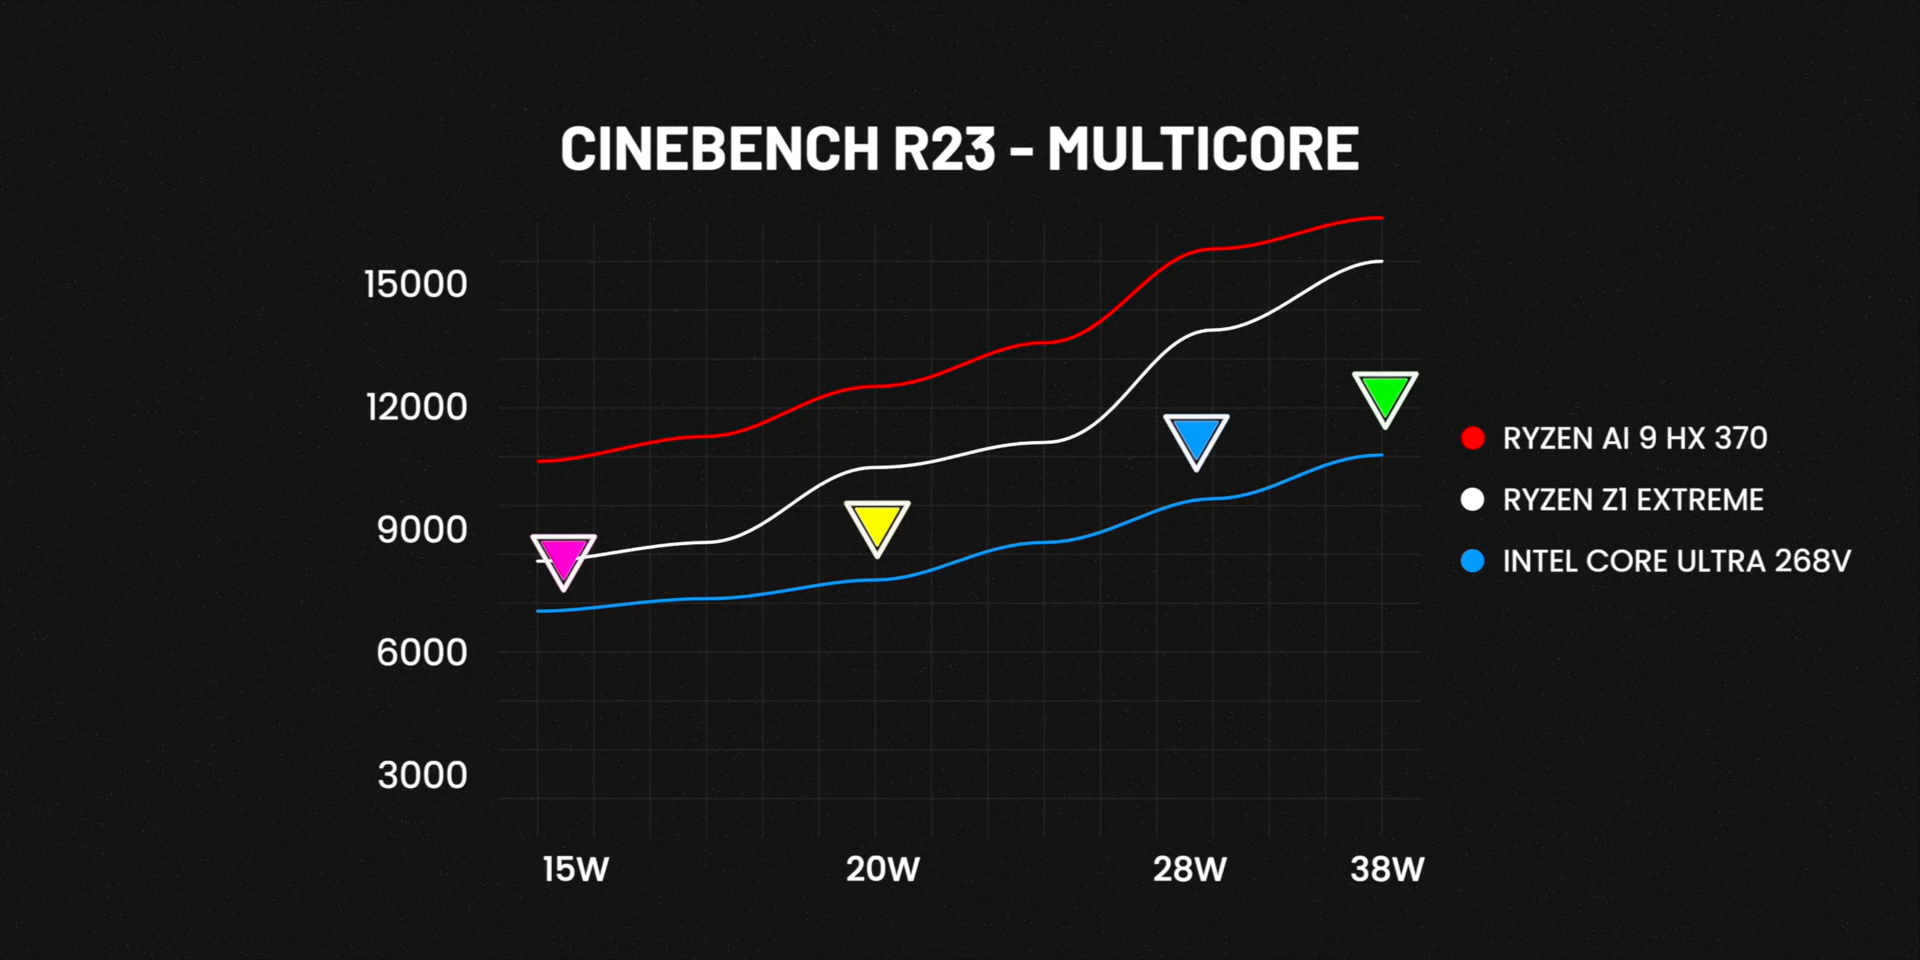 CINEBENCH R23 - MULTICORE
15000
12000
9000
6000
3000
15W
20W
28W
38W
RYZEN AI 9 HX 370
RYZEN Z1 EXTREME
INTEL CORE ULTRA 268V